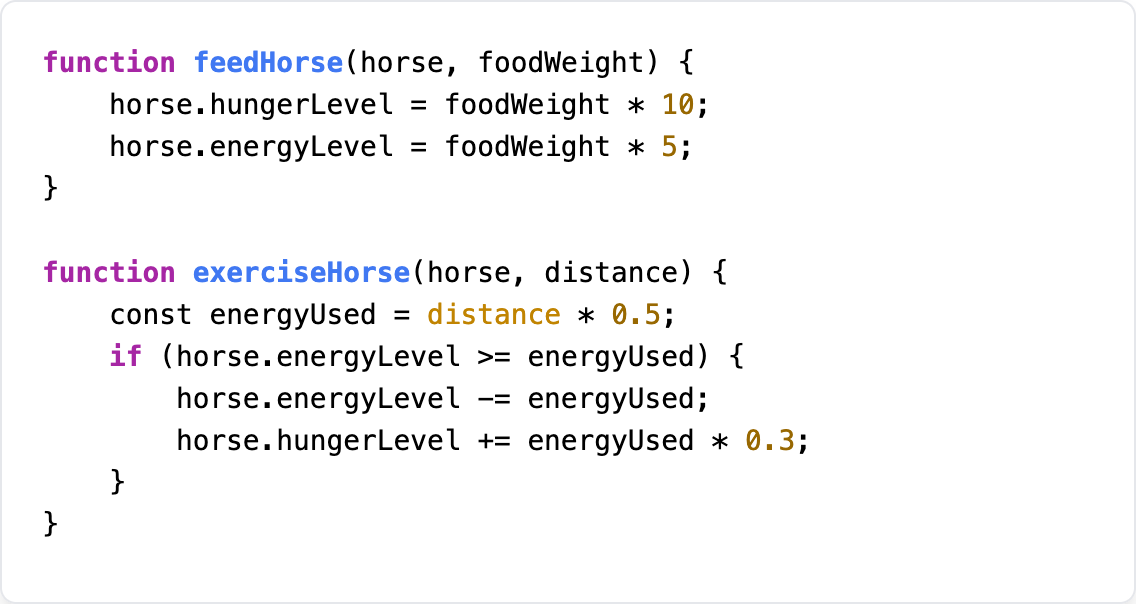 function feedHorse(horse, foodWeight) {
    horse.hungerLevel = foodWeight * 10;
    horse.energyLevel = foodWeight * 5;
}

function exerciseHorse(horse, distance) {
    const energyUsed = distance * 0.5;
    if (horse.energyLevel >= energyUsed) {
        horse.energyLevel -= energyUsed;
        horse.hungerLevel += energyUsed * 0.3;
    }
}